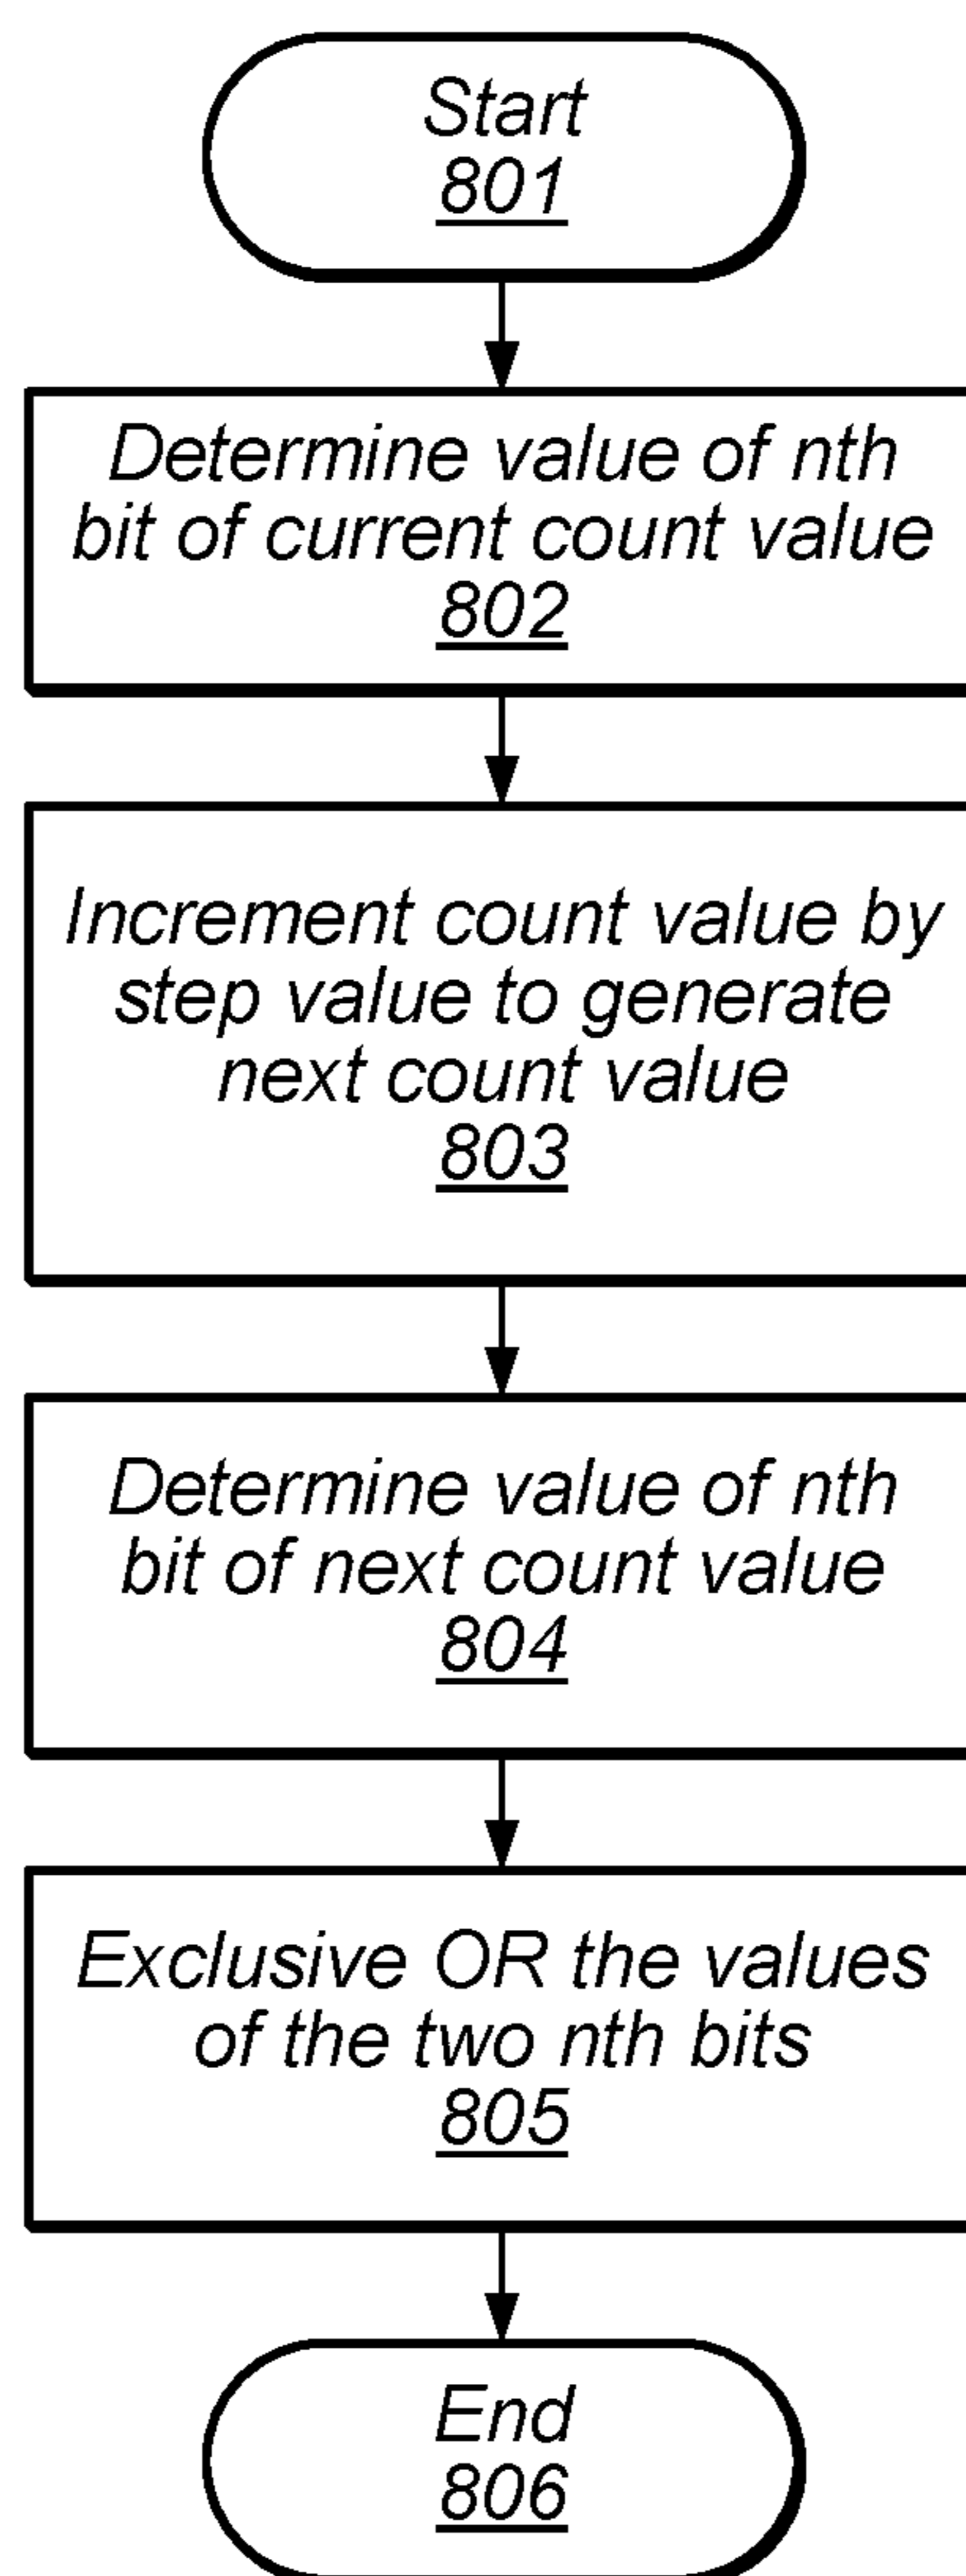 Start
801
Determine value of nth
bit of current count value
802
Increment count value by
step value to generate
next count value
803
Determine value of nth
bit of next count value
804
Exclusive OR the values
of the two nth bits
805
End
806